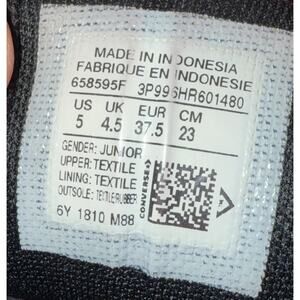 MADE IN INDONESIA
FABRIQUE EN INDONESIE
658595F 3P996HR601480
US UK EUR CM
5 4.5 37.5 23
GENDER: JUNIOR
UPPER: TEXTILE
LINING: TEXTILE
OUTSOLE: TEXTILE/RUBBER
6Y 1810 M88
CONVERSE